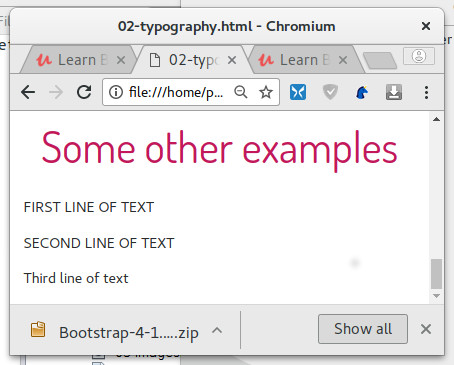 02-typography.html - Chromium
Learn B
02-typo
Learn B
file:///home/p...
Some other examples
FIRST LINE OF TEXT
SECOND LINE OF TEXT
Third line of text
Bootstrap-4-1.....zip
Show all